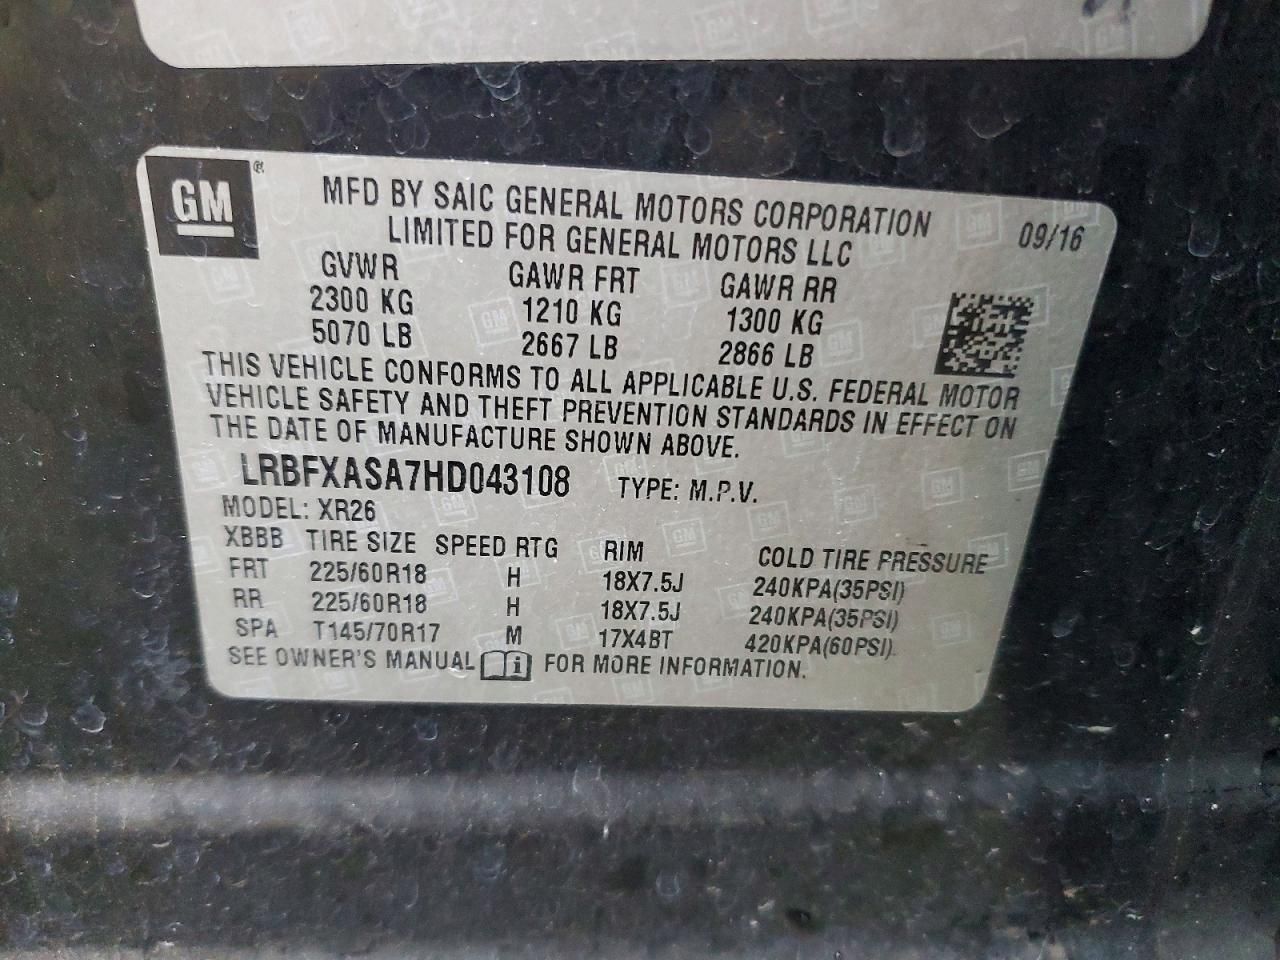 GM ®
MFD BY SAIC GENERAL MOTORS CORPORATION
LIMITED FOR GENERAL MOTORS LLC
09/16
GVWR GAWR FRT GAWR RR
2300 KG 1210 KG 1300 KG
5070 LB 2667 LB 2866 LB
THIS VEHICLE CONFORMS TO ALL APPLICABLE U.S. FEDERAL MOTOR
VEHICLE SAFETY AND THEFT PREVENTION STANDARDS IN EFFECT ON
THE DATE OF MANUFACTURE SHOWN ABOVE.
LRBFXASA7HD043108 TYPE: M.P.V.
MODEL: XR26
XBBB TIRE SIZE SPEED RTG RIM COLD TIRE PRESSURE
FRT 225/60R18 H 18X7.5J 240KPA(35PSI)
RR 225/60R18 H 18X7.5J 240KPA(35PSI)
SPA T145/70R17 M 17X4BT 420KPA(60PSI)
SEE OWNER'S MANUAL i FOR MORE INFORMATION.